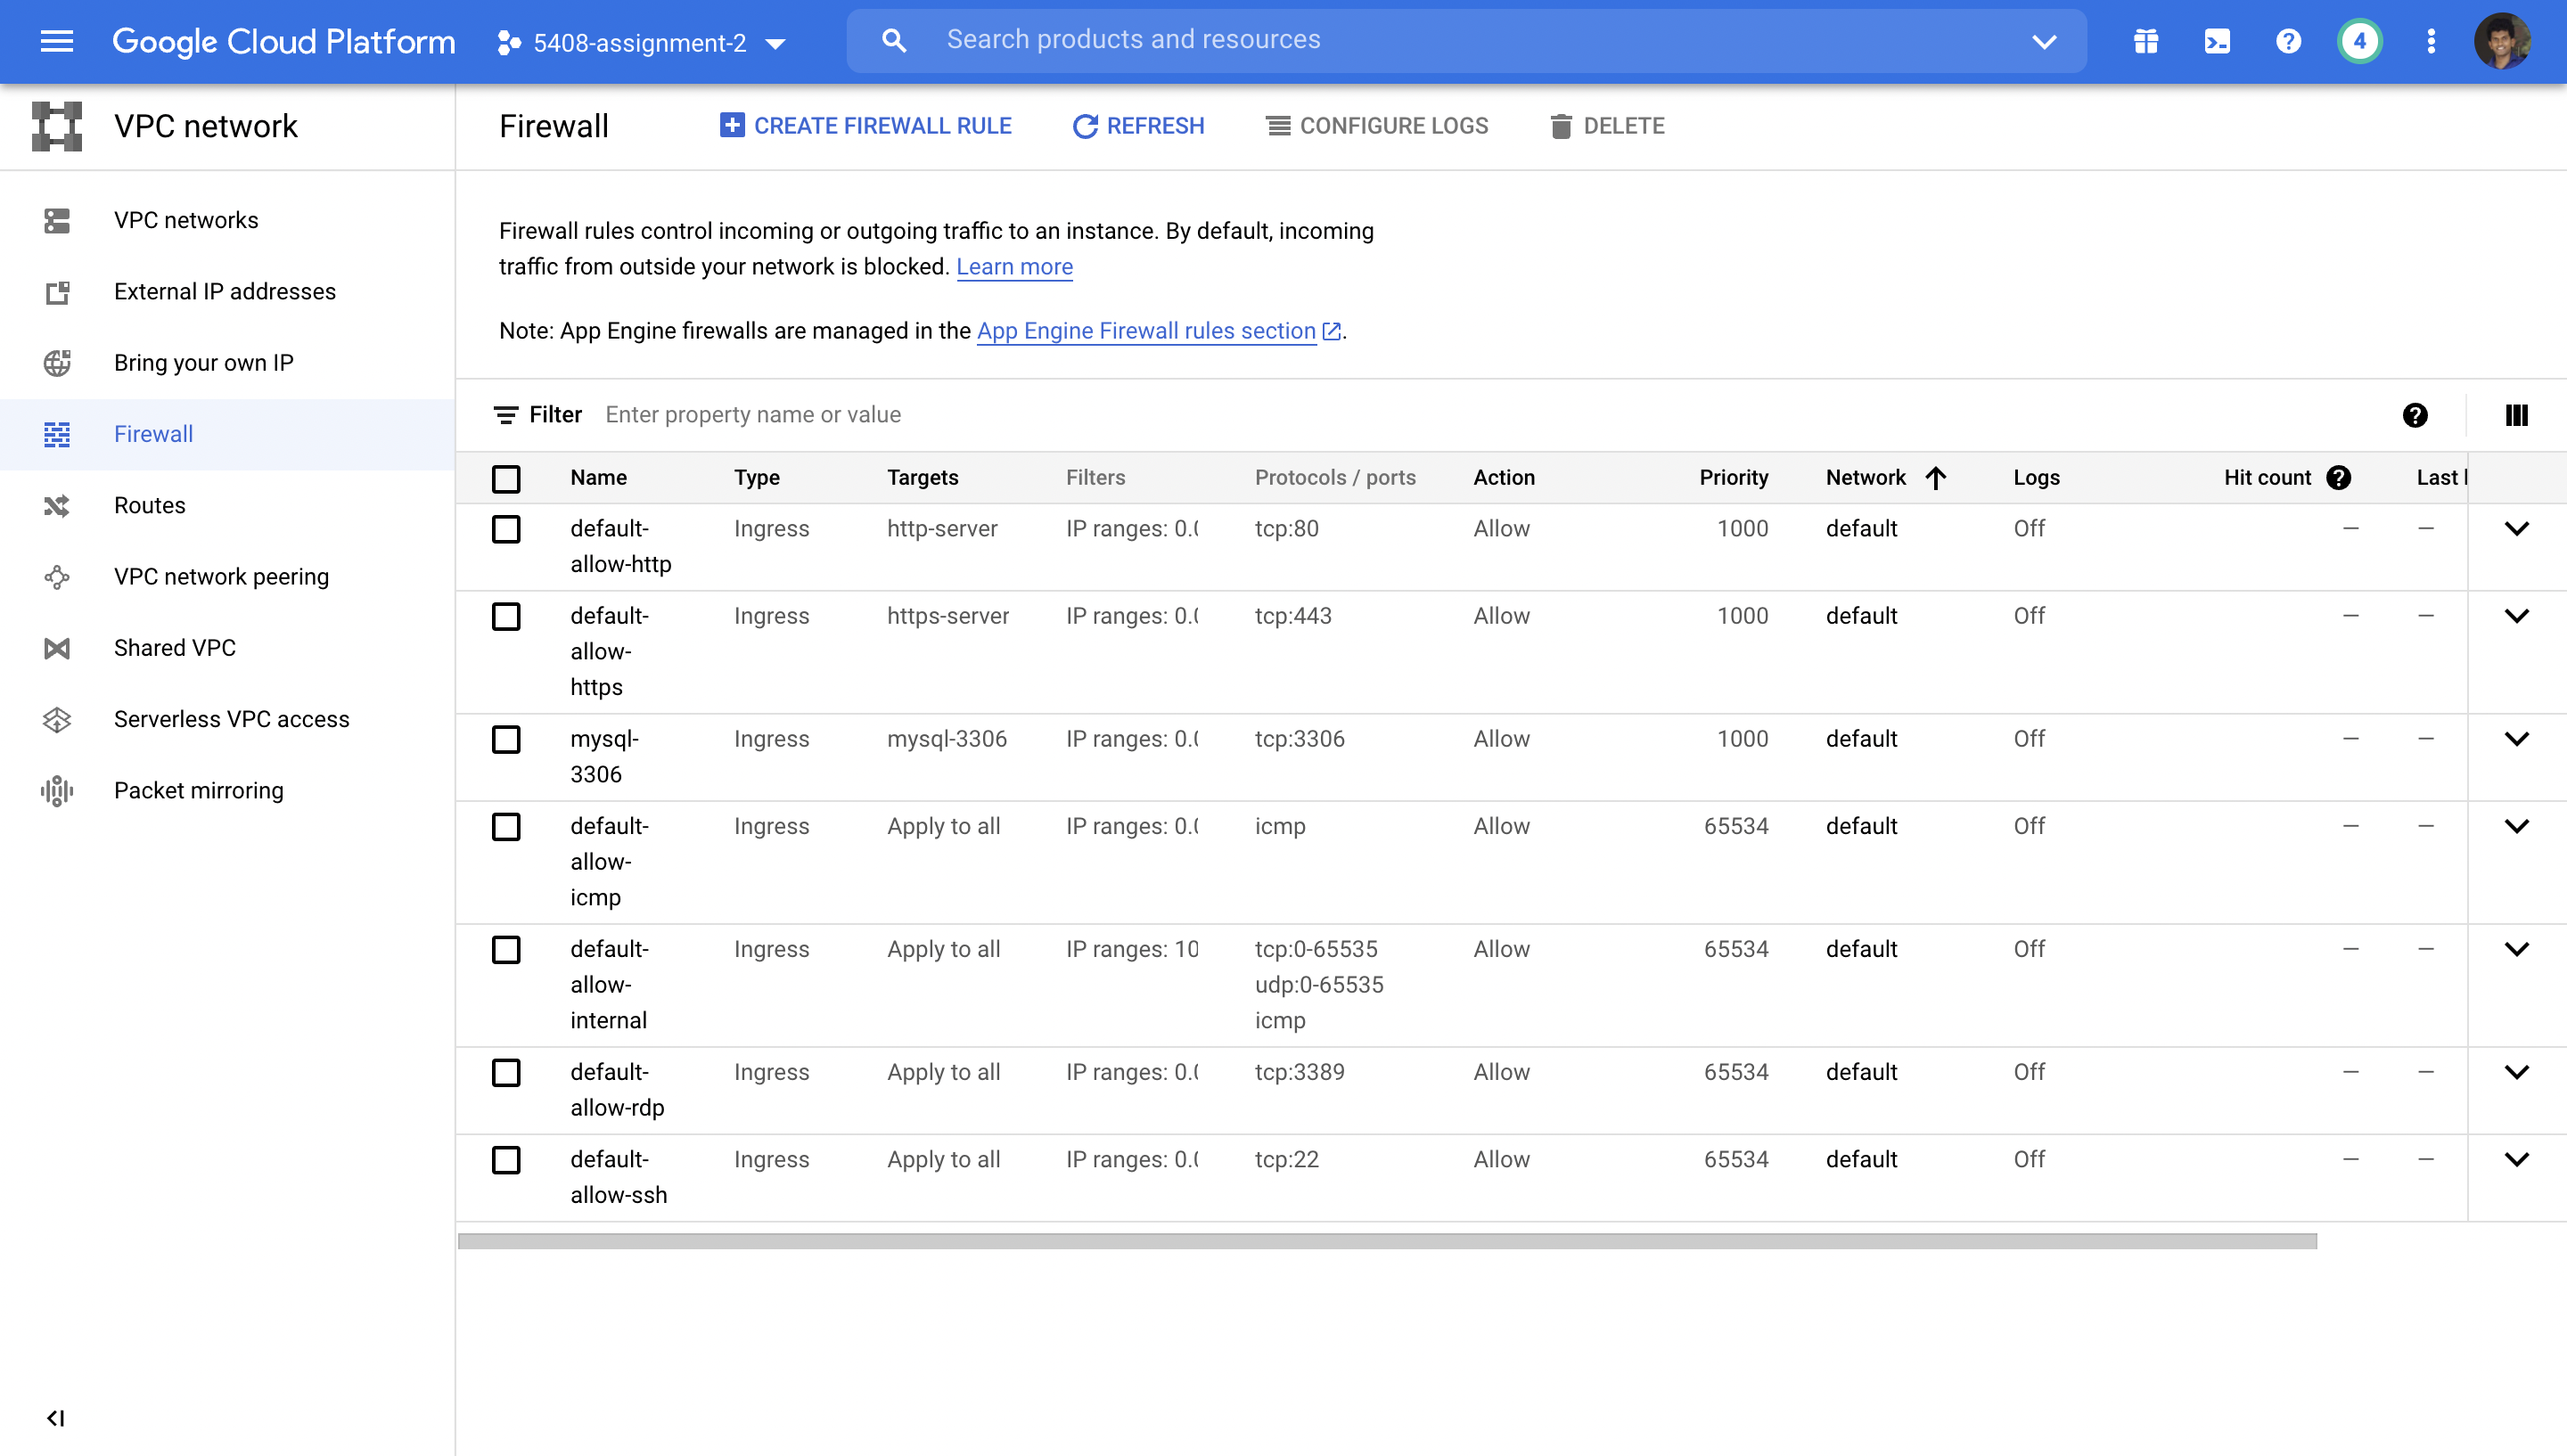 Google Cloud Platform
5408-assignment-2
Search products and resources
4
VPC network
VPC networks
External IP addresses
Bring your own IP
Firewall
Routes
VPC network peering
Shared VPC
Serverless VPC access
Packet mirroring
Firewall
CREATE FIREWALL RULE
REFRESH
CONFIGURE LOGS
DELETE
Firewall rules control incoming or outgoing traffic to an instance. By default, incoming
traffic from outside your network is blocked. Learn more
Note: App Engine firewalls are managed in the App Engine Firewall rules section.
Filter Enter property name or value
Name Type Targets Filters Protocols / ports Action Priority Network Logs Hit count Last
default- Ingress http-server IP ranges: 0. tcp:80 Allow 1000 default Off – –
allow-http
default- Ingress https-server IP ranges: 0. tcp:443 Allow 1000 default Off – –
allow-
https
mysql- Ingress mysql-3306 IP ranges: 0. tcp:3306 Allow 1000 default Off – –
3306
default- Ingress Apply to all IP ranges: 0. icmp Allow 65534 default Off – –
allow-
icmp
default- Ingress Apply to all IP ranges: 10 tcp:0-65535 Allow 65534 default Off – –
allow- udp:0-65535
internal icmp
default- Ingress Apply to all IP ranges: 0. tcp:3389 Allow 65534 default Off – –
allow-rdp
default- Ingress Apply to all IP ranges: 0. tcp:22 Allow 65534 default Off – –
allow-ssh